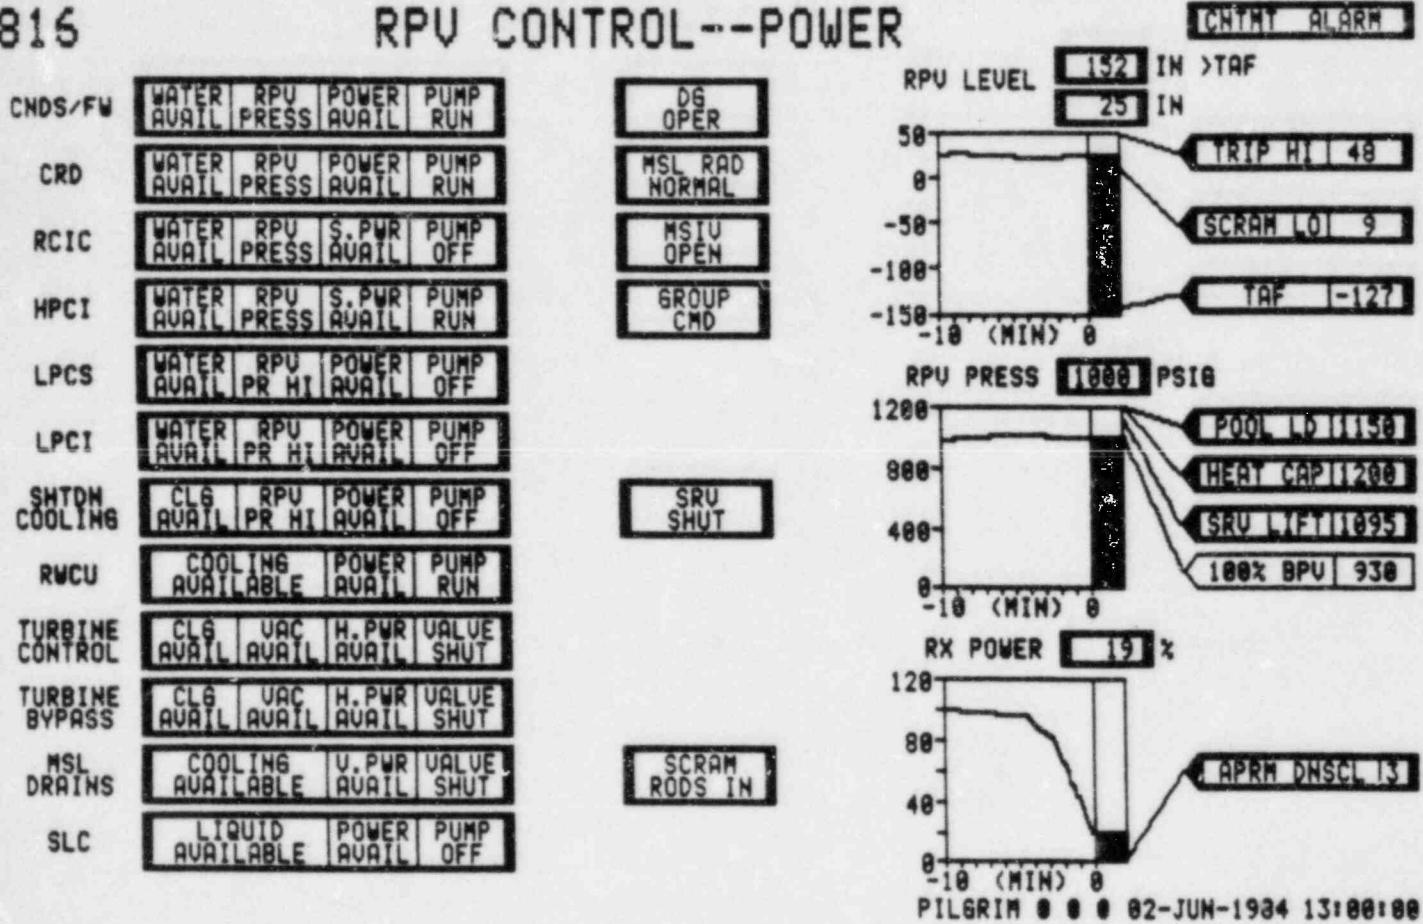 816
RPV CONTROL--POWER
CNTMT ALARM
CNDS/FW WATER AVAIL RPV PRESS POWER AVAIL PUMP RUN
CRD WATER AVAIL RPV PRESS POWER AVAIL PUMP RUN
RCIC WATER AVAIL RPV PRESS S.PWR AVAIL PUMP OFF
HPCI WATER AVAIL RPV PRESS S.PWR AVAIL PUMP RUN
LPCS WATER AVAIL RPV PR HI POWER AVAIL PUMP OFF
LPCI WATER AVAIL RPV PR HI POWER AVAIL PUMP OFF
SHTDN COOLING CLG AVAIL RPV PR HI POWER AVAIL PUMP OFF
RWCU COOLING AVAILABLE POWER AVAIL PUMP RUN
TURBINE CONTROL CLG AVAIL VAC AVAIL H.PWR AVAIL VALVE SHUT
TURBINE BYPASS CLG AVAIL VAC AVAIL H.PWR AVAIL VALVE SHUT
MSL DRAINS COOLING AVAILABLE V.PWR AVAIL VALVE SHUT
SLC LIQUID AVAILABLE POWER AVAIL PUMP OFF
DG OPER
MSL RAD NORMAL
MSIV OPEN
GROUP CMD
SRV SHUT
SCRAM RODS IN
RPV LEVEL 152 IN >TAF
25 IN
50
0
-50
-100
-150
-10 (MIN) 0
TRIP HI 48
SCRAM LO 9
TAF -127
RPV PRESS 1000 PSIG
1200
800
400
0
-10 (MIN) 0
POOL LD 1150
HEAT CAP 1200
SRV LIFT 1095
100% BPV 930
RX POWER 19 %
120
80
40
0
-10 (MIN) 0
APRM DNSCL 3
PILGRIM 02-JUN-1984 13:00:00